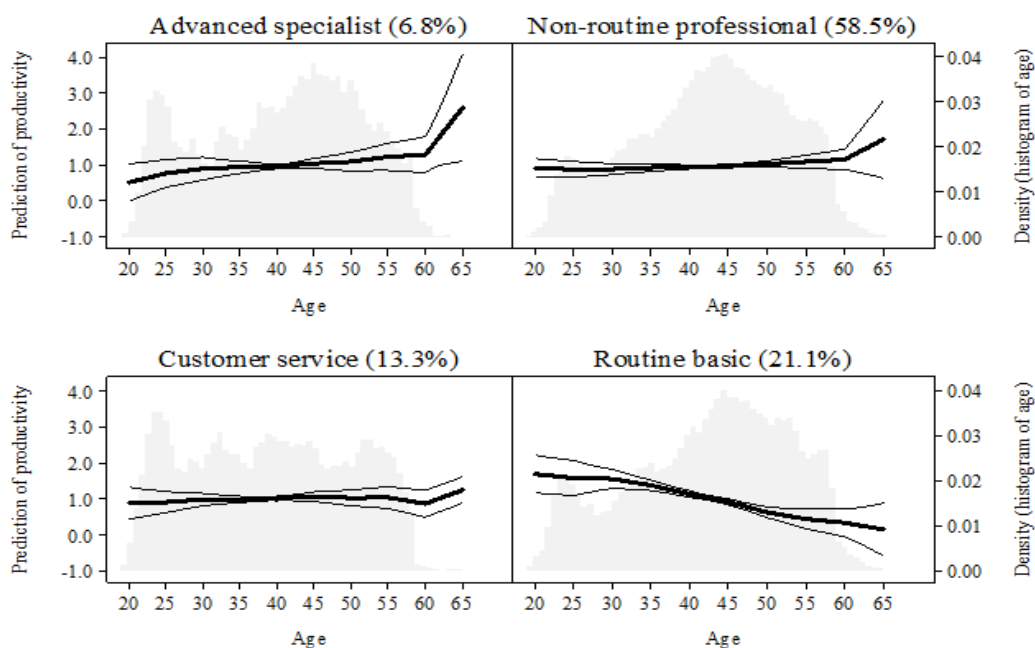 Advanced specialist (6.8%)
Non-routine professional (58.5%)
Prediction of productivity
4.0
3.0
2.0
1.0
0.0
-1.0
20 25 30 35 40 45 50 55 60 65
Age
20 25 30 35 40 45 50 55 60 65
Age
0.04
0.03
0.02
0.01
0.00
Density (histogram of age)
Customer service (13.3%)
Routine basic (21.1%)
Prediction of productivity
4.0
3.0
2.0
1.0
0.0
-1.0
20 25 30 35 40 45 50 55 60 65
Age
20 25 30 35 40 45 50 55 60 65
Age
0.04
0.03
0.02
0.01
0.00
Density (histogram of age)